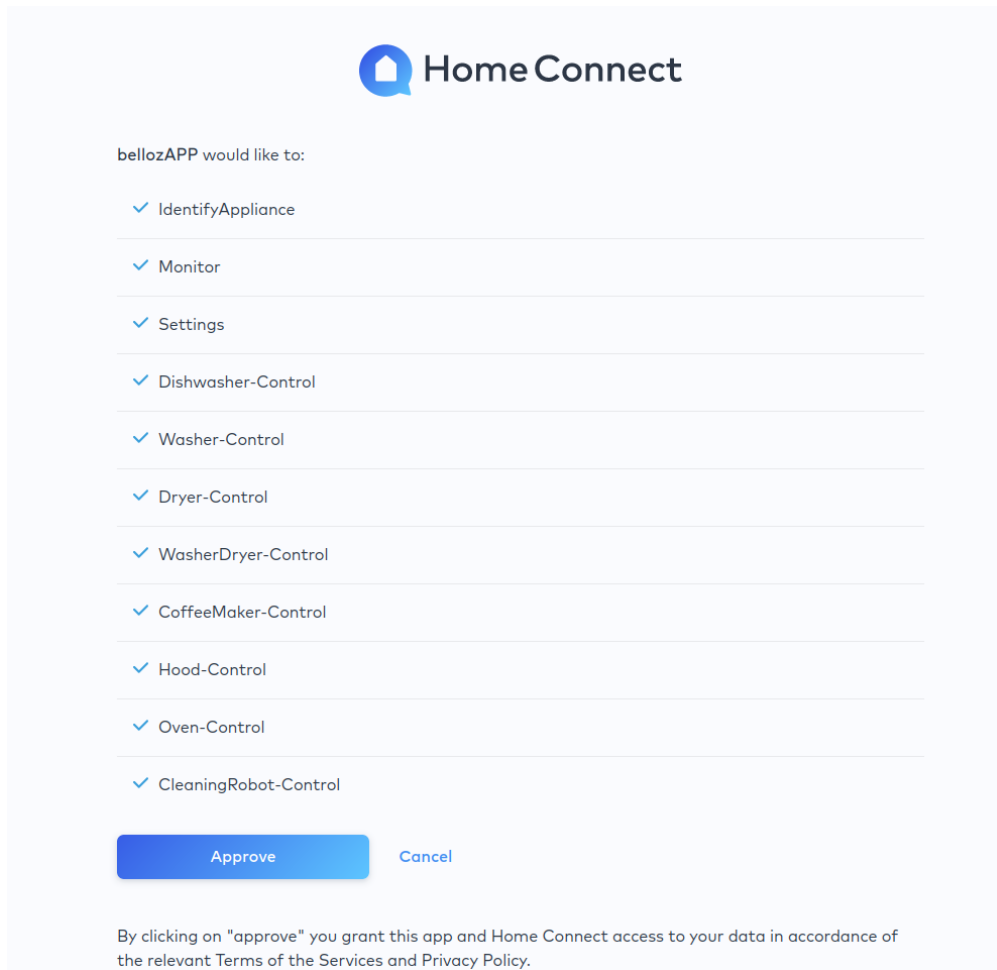 Home Connect
bellozAPP would like to:
IdentifyAppliance
Monitor
Settings
Dishwasher-Control
Washer-Control
Dryer-Control
WasherDryer-Control
CoffeeMaker-Control
Hood-Control
Oven-Control
CleaningRobot-Control
Approve Cancel
By clicking on "approve" you grant this app and Home Connect access to your data in accordance of
the relevant Terms of the Services and Privacy Policy.